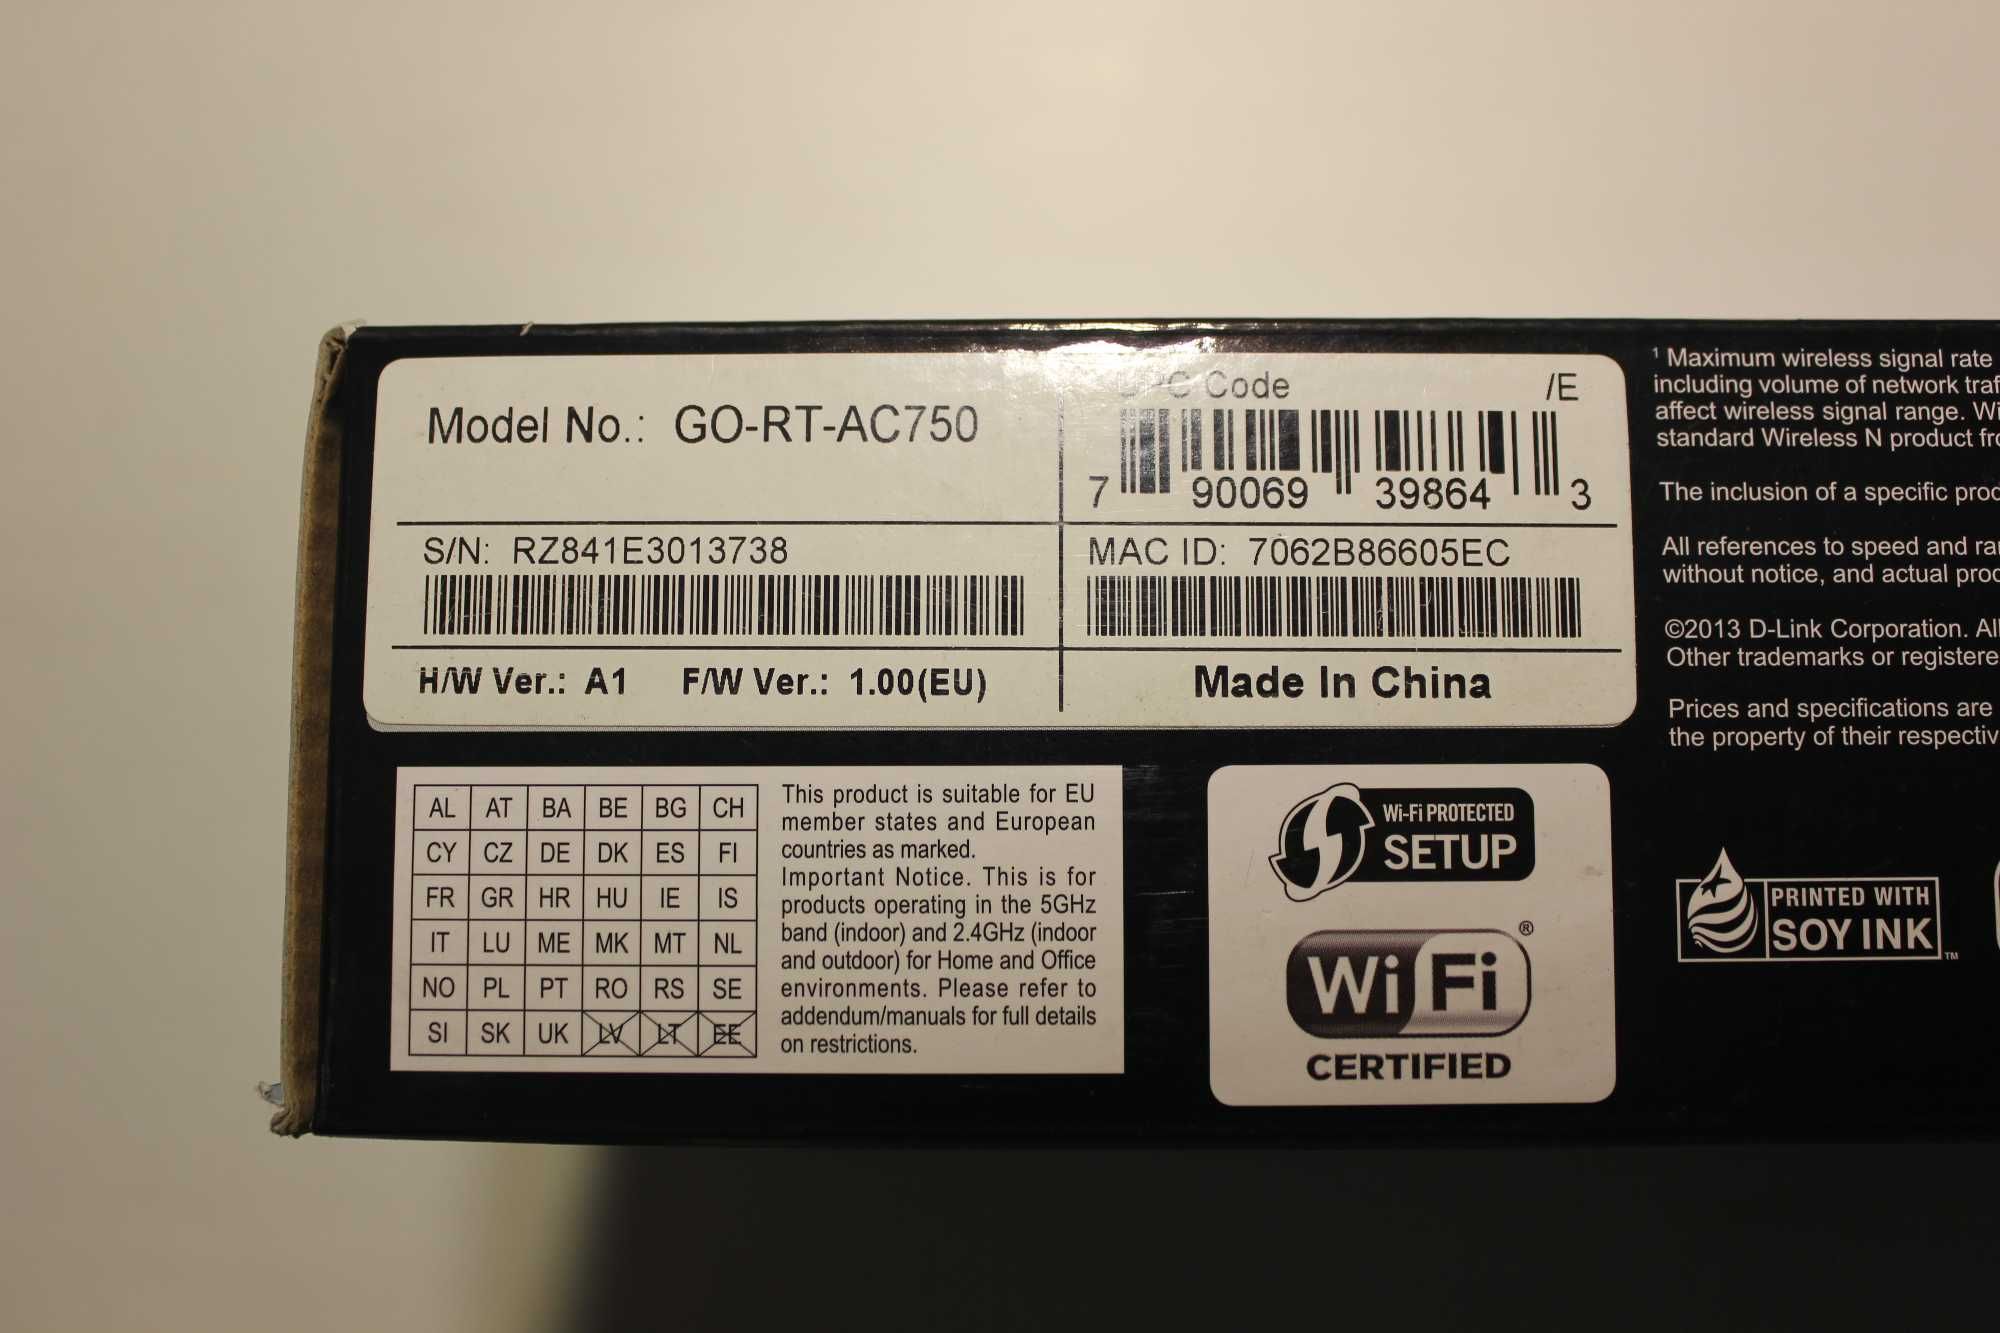 Model No.: GO-RT-AC750
UPC Code /E
7 90069 39864 3
S/N: RZ841E3013738
MAC ID: 7062B86605EC
H/W Ver.: A1 F/W Ver.: 1.00(EU)
Made In China
AL AT BA BE BG CH
CY CZ DE DK ES FI
FR GR HR HU IE IS
IT LU ME MK MT NL
NO PL PT RO RS SE
SI SK UK LV LT EE
This product is suitable for EU
member states and European
countries as marked.
Important Notice. This is for
products operating in the 5GHz
band (indoor) and 2.4GHz (indoor
and outdoor) for Home and Office
environments. Please refer to
addendum/manuals for full details
on restrictions.
Wi-Fi PROTECTED
SETUP
Wi Fi ®
CERTIFIED
1 Maximum wireless signal rate
including volume of network
affect wireless signal range.
standard Wireless N product
The inclusion of a specific
All references to speed and
without notice, and actual
©2013 D-Link Corporation.
Other trademarks or
Prices and specifications are
the property of their
PRINTED WITH
SOY INK ™